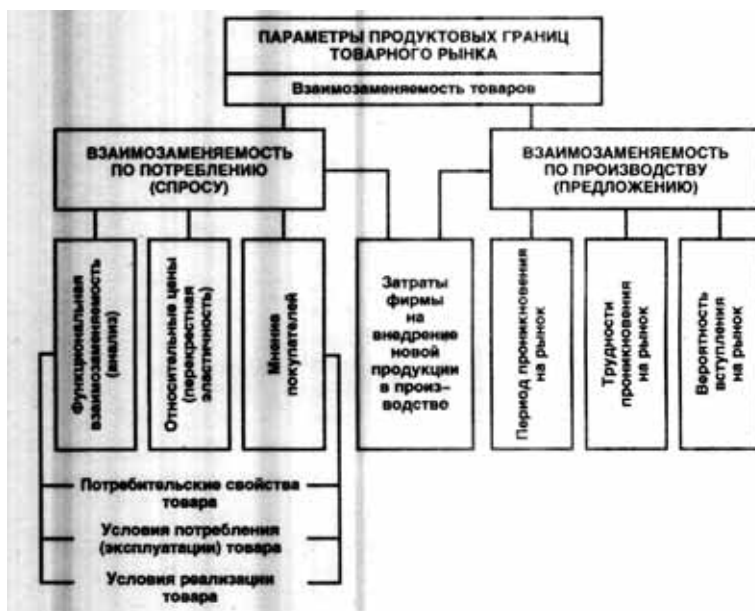 ПАРАМЕТРЫ ПРОДУКТОВЫХ ГРАНИЦ
ТОВАРНОГО РЫНКА
Взаимозаменяемость товаров
ВЗАИМОЗАМЕНЯЕМОСТЬ
ПО ПОТРЕБЛЕНИЮ
(СПРОСУ)
ВЗАИМОЗАМЕНЯЕМОСТЬ
ПО ПРОИЗВОДСТВУ
(ПРЕДЛОЖЕНИЮ)
Функциональная
взаимозаменяемость
(анализ)
Относительные цены
(перекрестная
эластичность)
Мнение
покупателей
Затраты
фирмы
на
внедрение
новой
продукции
в произ–
водство
Период проникновения
на рынок
Трудности
проникновения
на рынок
Вероятность
вступления
на рынок
Потребительские свойства
товара
Условия потребления
(эксплуатации) товара
Условия реализации
товара